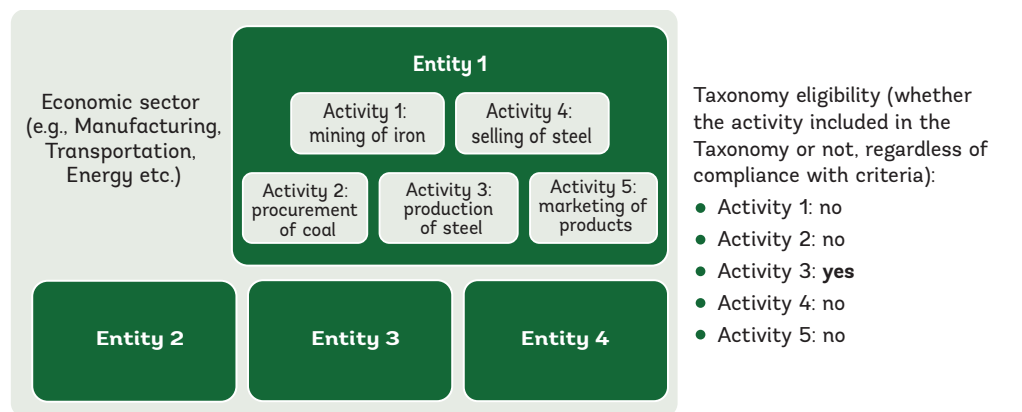 Economic sector
(e.g., Manufacturing,
Transportation,
Energy etc.)
Entity 1
Activity 1:
mining of iron
Activity 4:
selling of steel
Activity 2:
procurement
of coal
Activity 3:
production
of steel
Activity 5:
marketing of
products
Entity 2
Entity 3
Entity 4
Taxonomy eligibility (whether
the activity included in the
Taxonomy or not, regardless of
compliance with criteria):
• Activity 1: no
• Activity 2: no
• Activity 3: yes
• Activity 4: no
• Activity 5: no